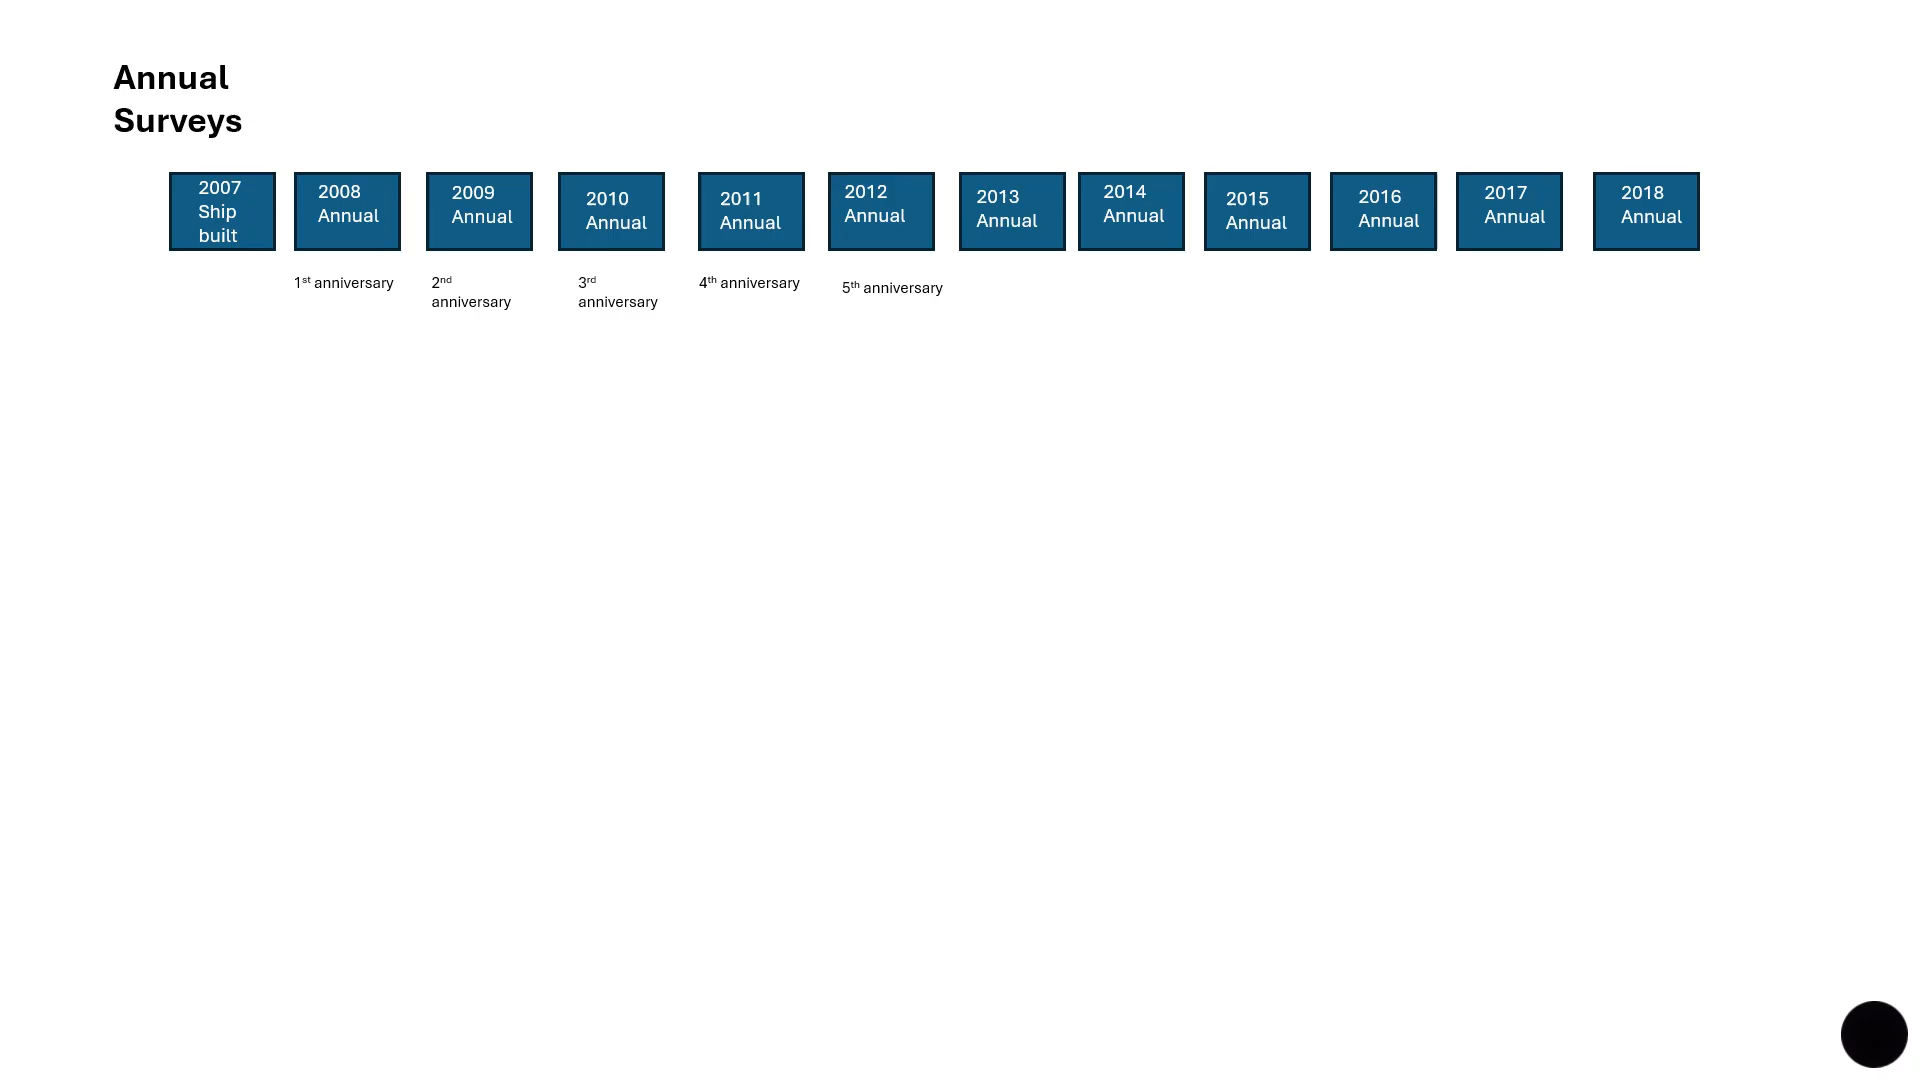 Annual
Surveys
2007
Ship
built
2008
Annual
2009
Annual
2010
Annual
2011
Annual
2012
Annual
2013
Annual
2014
Annual
2015
Annual
2016
Annual
2017
Annual
2018
Annual
1st anniversary
2nd
anniversary
3rd
anniversary
4th anniversary
5th anniversary